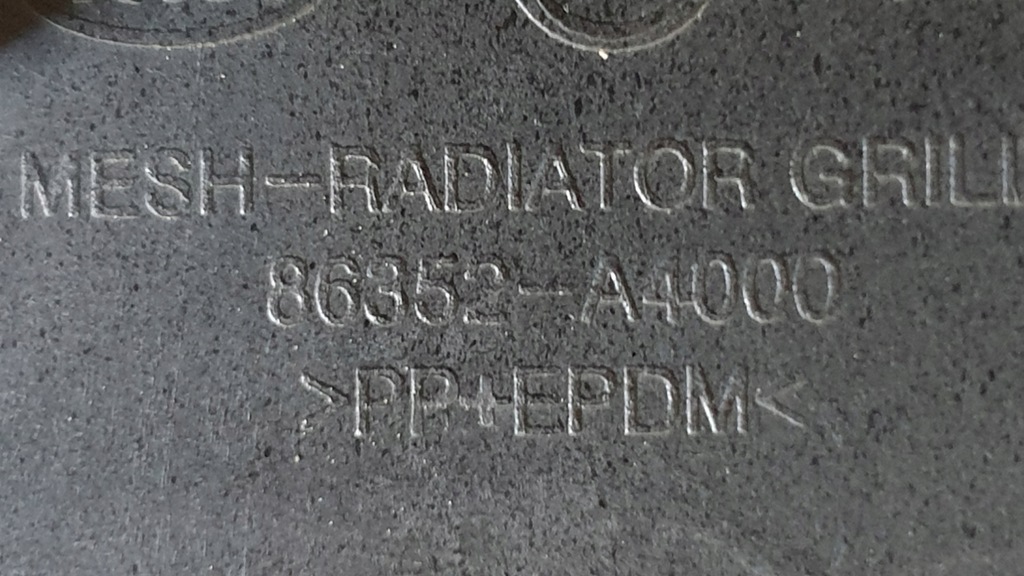 MESH-RADIATOR GRILL
86352-A4000
>PP+EPDM<